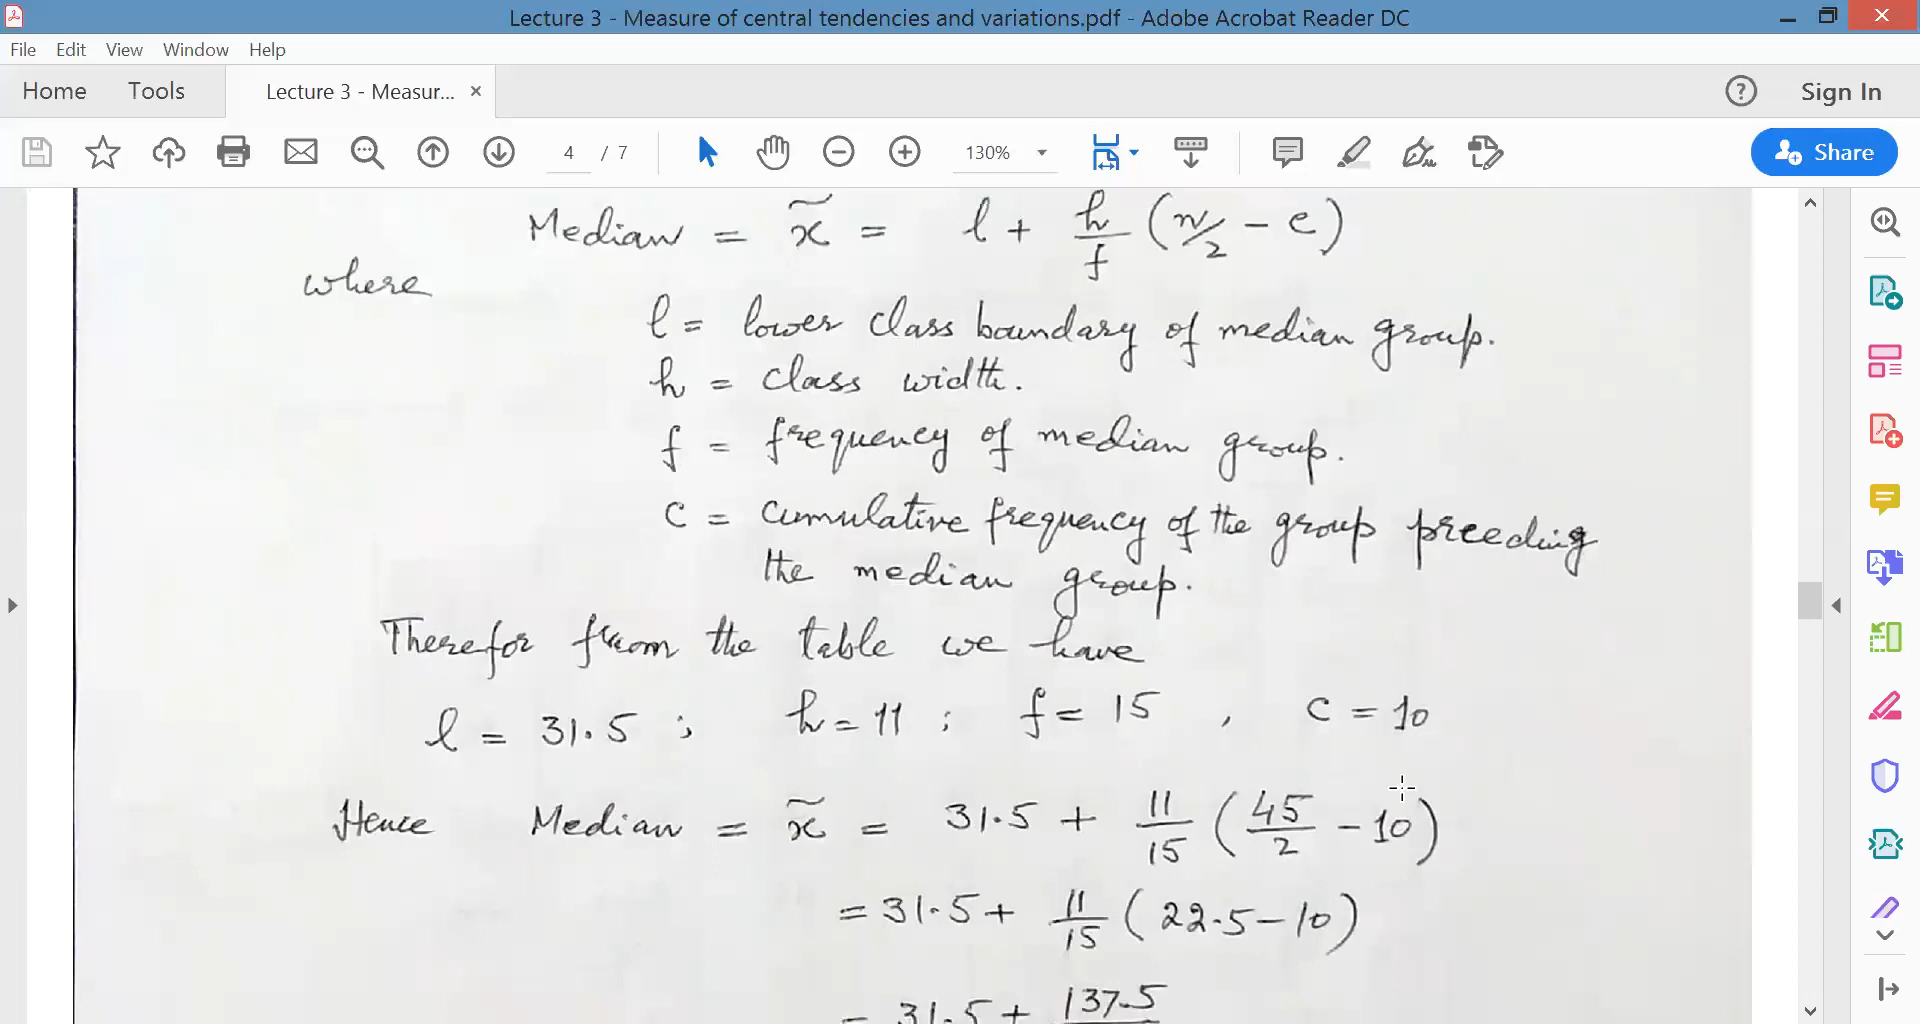 Lecture 3 - Measure of central tendencies and variations.pdf - Adobe Acrobat Reader DC
File Edit View Window Help
Home Tools Lecture 3 - Measur... × ? Sign In
4 / 7 130% Share
Median = x̃ = l + h/f (n/2 - c)
where
l = lower class boundary of median group.
h = class width.
f = frequency of median group.
c = cumulative frequency of the group preeding
the median group.
Therefor from the table we have
l = 31.5 ; h = 11 ; f = 15 , c = 10
Hence Median = x̃ = 31.5 + 11/15 (45/2 - 10)
= 31.5 + 11/15 (22.5 - 10)
= 31.5 + 137.5